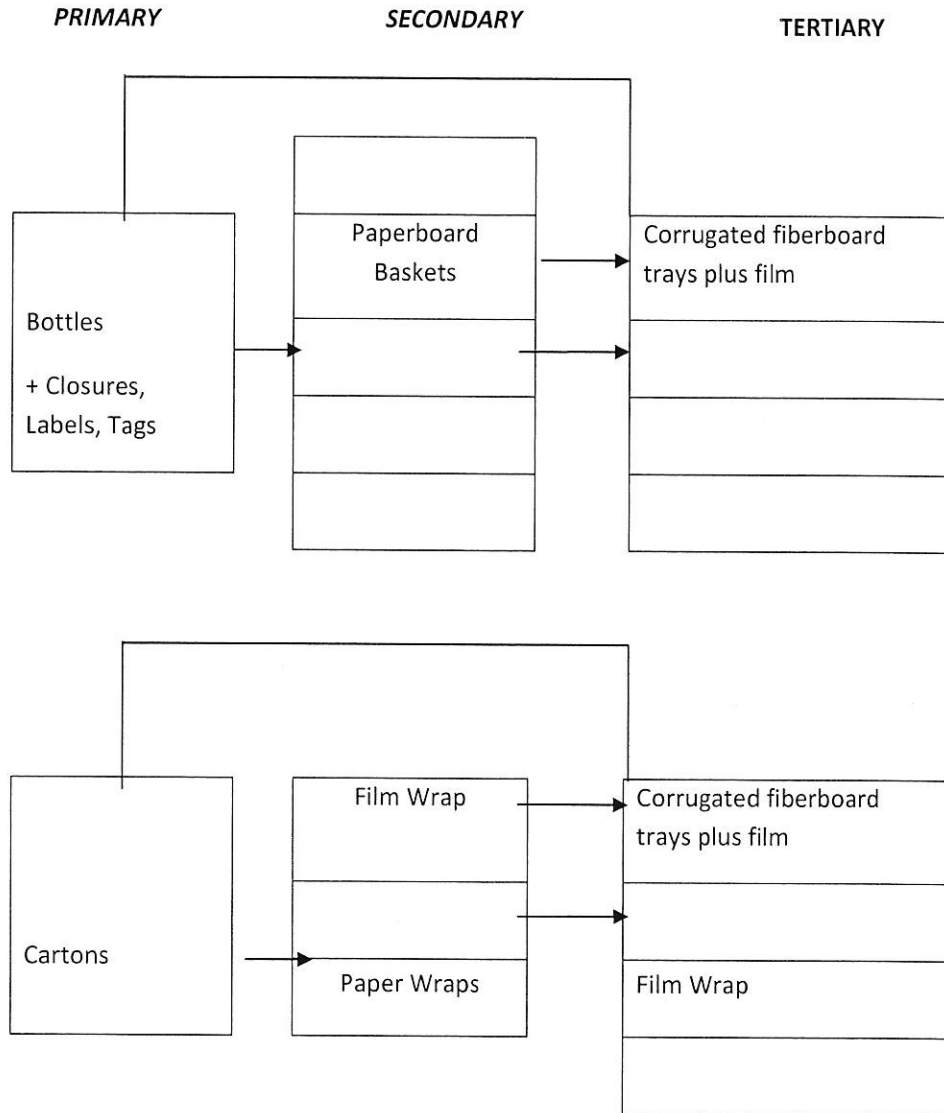 PRIMARY SECONDARY TERTIARY
Paperboard
Baskets
Corrugated fiberboard
trays plus film
Bottles
+ Closures,
Labels, Tags
Film Wrap
Corrugated fiberboard
trays plus film
Cartons
Paper Wraps
Film Wrap